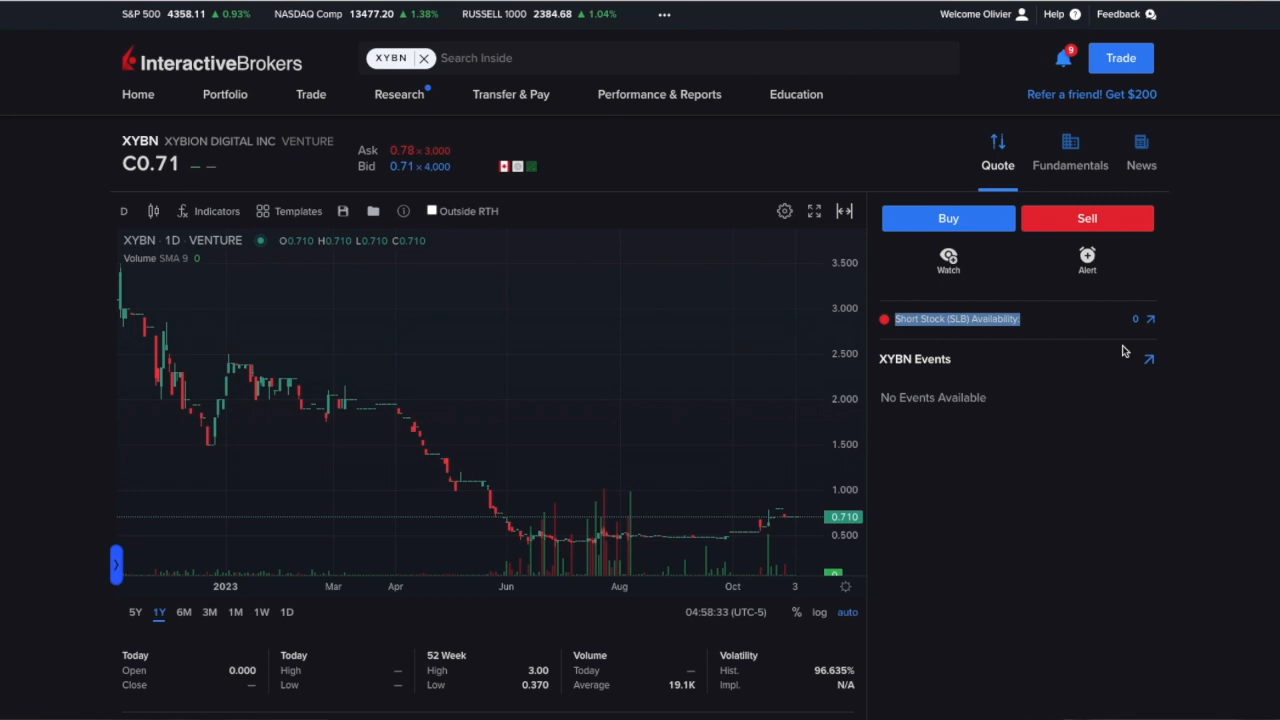 S&P 500 4358.11 ▲ 0.93% NASDAQ Comp 13477.20 ▲ 1.38% RUSSELL 1000 2384.68 ▲ 1.04% ••• Welcome Olivier Help ? Feedback
InteractiveBrokers XYBN Search Inside 9 Trade
Home Portfolio Trade Research Transfer & Pay Performance & Reports Education Refer a friend! Get $200
XYBN XYBION DIGITAL INC VENTURE
C0.71 – –
Ask 0.78 × 3,000
Bid 0.71 × 4,000
Quote Fundamentals News
D Indicators Templates Outside RTH
XYBN · 1D · VENTURE O0.710 H0.710 L0.710 C0.710
Volume SMA 9 0
3.500
3.000
2.500
2.000
1.500
1.000
0.710
0.500
0
2023 Mar Apr Jun Aug Oct 3
5Y 1Y 6M 3M 1M 1W 1D 04:58:33 (UTC-5) % log auto
Buy Sell
Watch Alert
Short Stock (SLB) Availability: 0
XYBN Events
No Events Available
Today Today 52 Week Volume Volatility
Open 0.000 High – High 3.00 Today – Hist. 96.635%
Close – Low – Low 0.370 Average 19.1K Impl. N/A